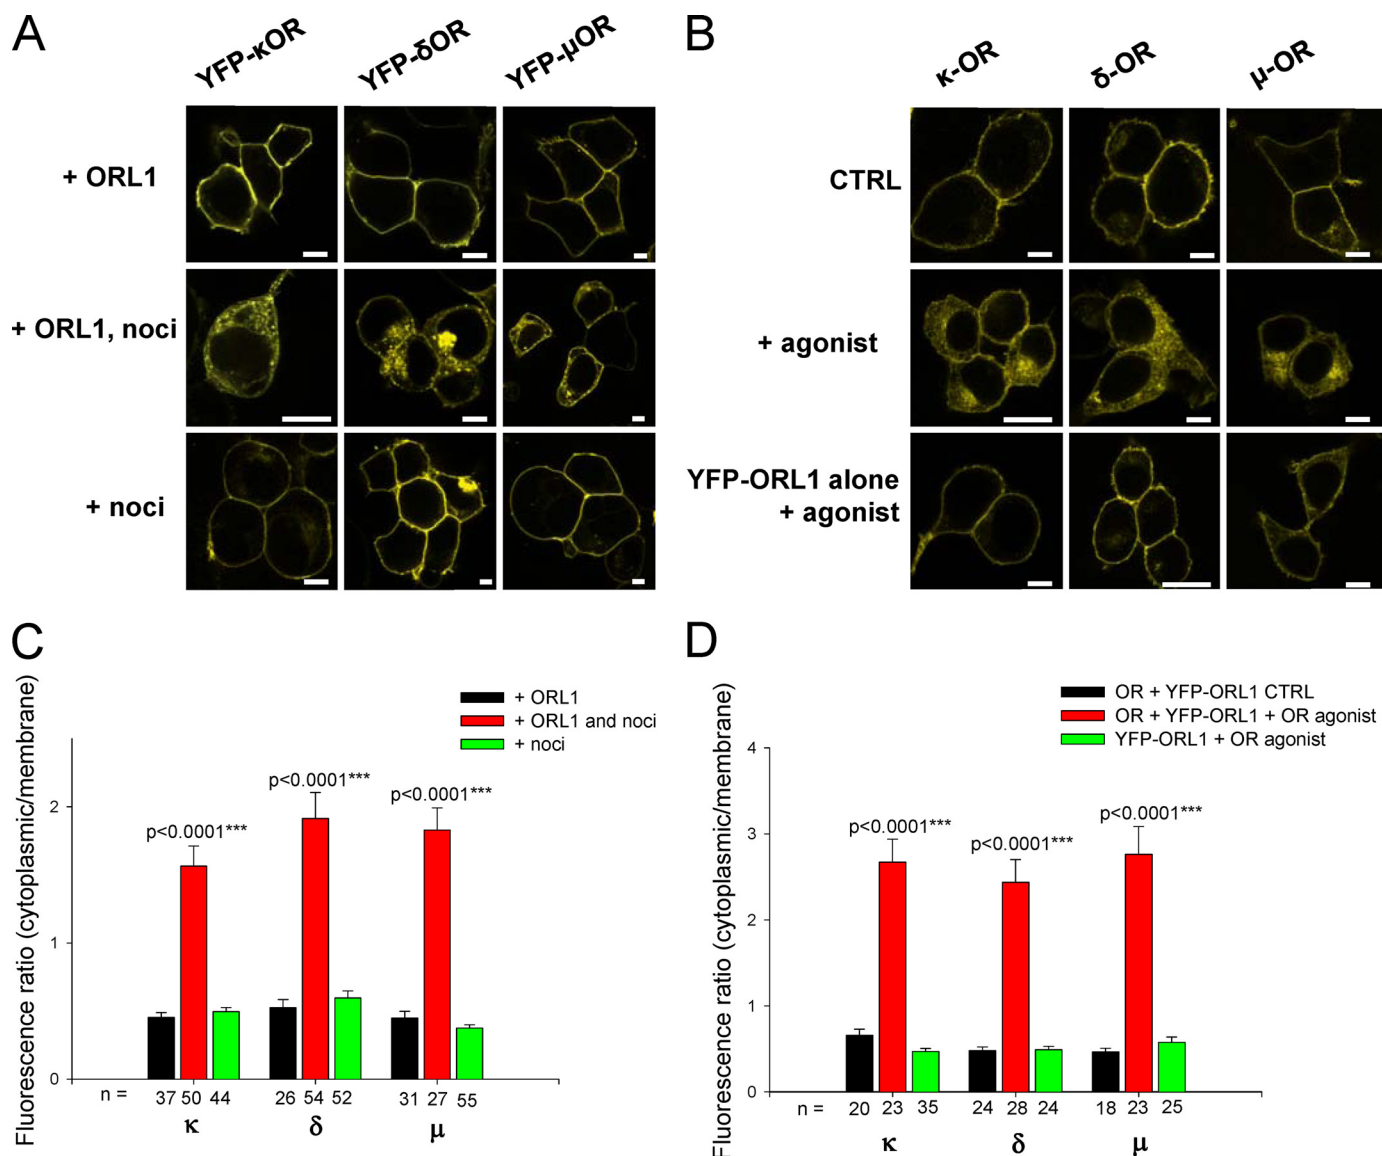 A
YFP-κOR YFP-δOR YFP-μOR
+ ORL1
+ ORL1, noci
+ noci
B
κ-OR δ-OR μ-OR
CTRL
+ agonist
YFP-ORL1 alone
+ agonist
C
Fluorescence ratio (cytoplasmic/membrane)
+ ORL1
+ ORL1 and noci
+ noci
2
1
0
p<0.0001***
p<0.0001***
p<0.0001***
n = 37 50 44 26 54 52 31 27 55
κ δ μ
D
Fluorescence ratio (cytoplasmic/membrane)
OR + YFP-ORL1 CTRL
OR + YFP-ORL1 + OR agonist
YFP-ORL1 + OR agonist
4
3
2
1
0
p<0.0001***
p<0.0001***
p<0.0001***
n = 20 23 35 24 28 24 18 23 25
κ δ μ